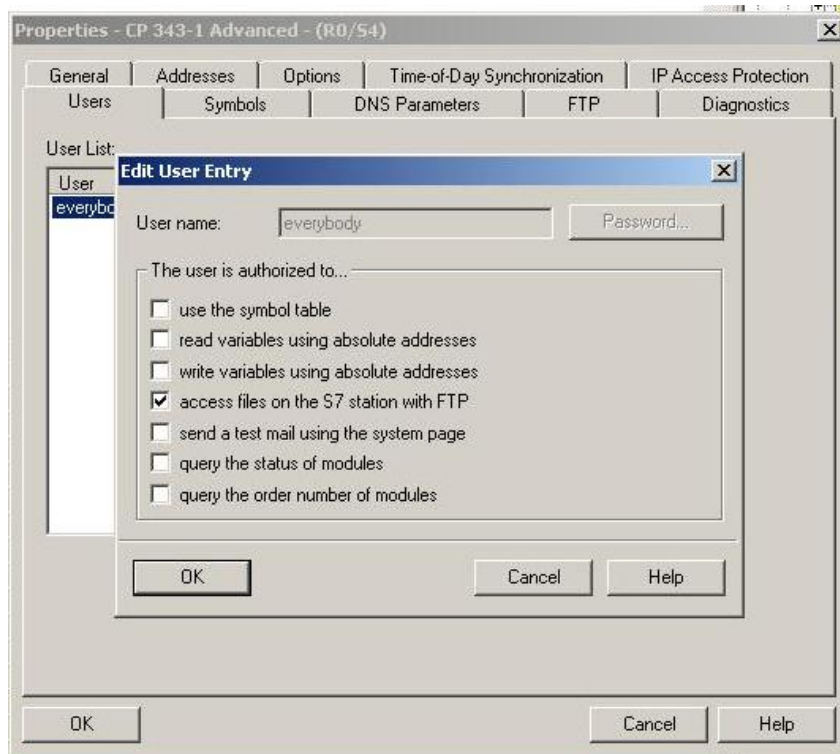 Properties - CP 343-1 Advanced - (R0/S4)
General Addresses Options Time-of-Day Synchronization IP Access Protection
Users Symbols DNS Parameters FTP Diagnostics
User List:
User
everybo
Edit User Entry
User name: everybody Password...
The user is authorized to...
use the symbol table
read variables using absolute addresses
write variables using absolute addresses
access files on the S7 station with FTP
send a test mail using the system page
query the status of modules
query the order number of modules
OK Cancel Help
OK Cancel Help